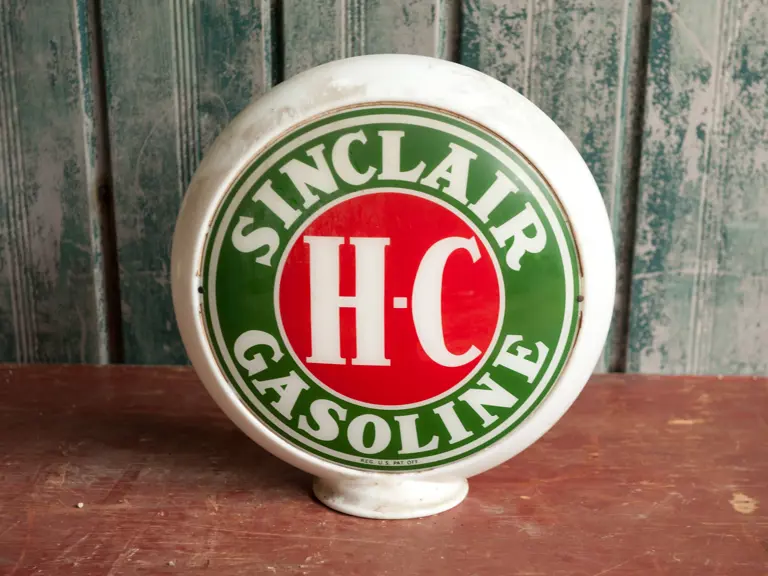 SINCLAIR
H-C
GASOLINE
REG. U.S. PAT. OFF.